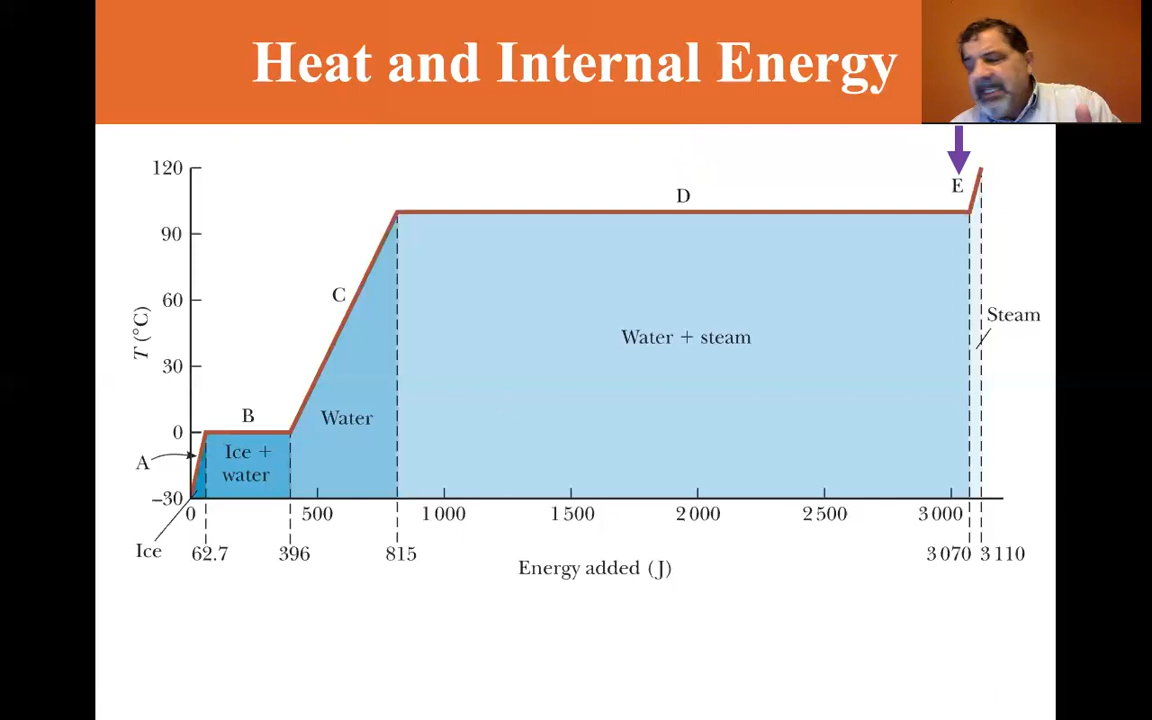 Heat and Internal Energy
120
90
60
30
0
−30
T (°C)
A
B
C
D
E
Ice
Ice +
water
Water
Water + steam
Steam
0
500
1 000
1 500
2 000
2 500
3 000
62.7
396
815
3 070
3 110
Energy added (J)